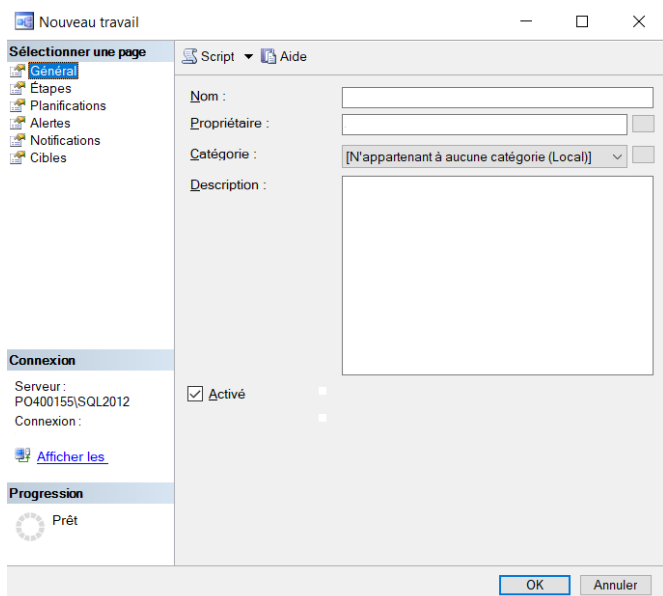 Nouveau travail
Sélectionner une page
Général
Étapes
Planifications
Alertes
Notifications
Cibles
Script Aide
Nom :
Propriétaire :
Catégorie :
[N'appartenant à aucune catégorie (Local)]
Description :
Activé
Connexion
Serveur :
PO400155\SQL2012
Connexion :
Afficher les
Progression
Prêt
OK Annuler